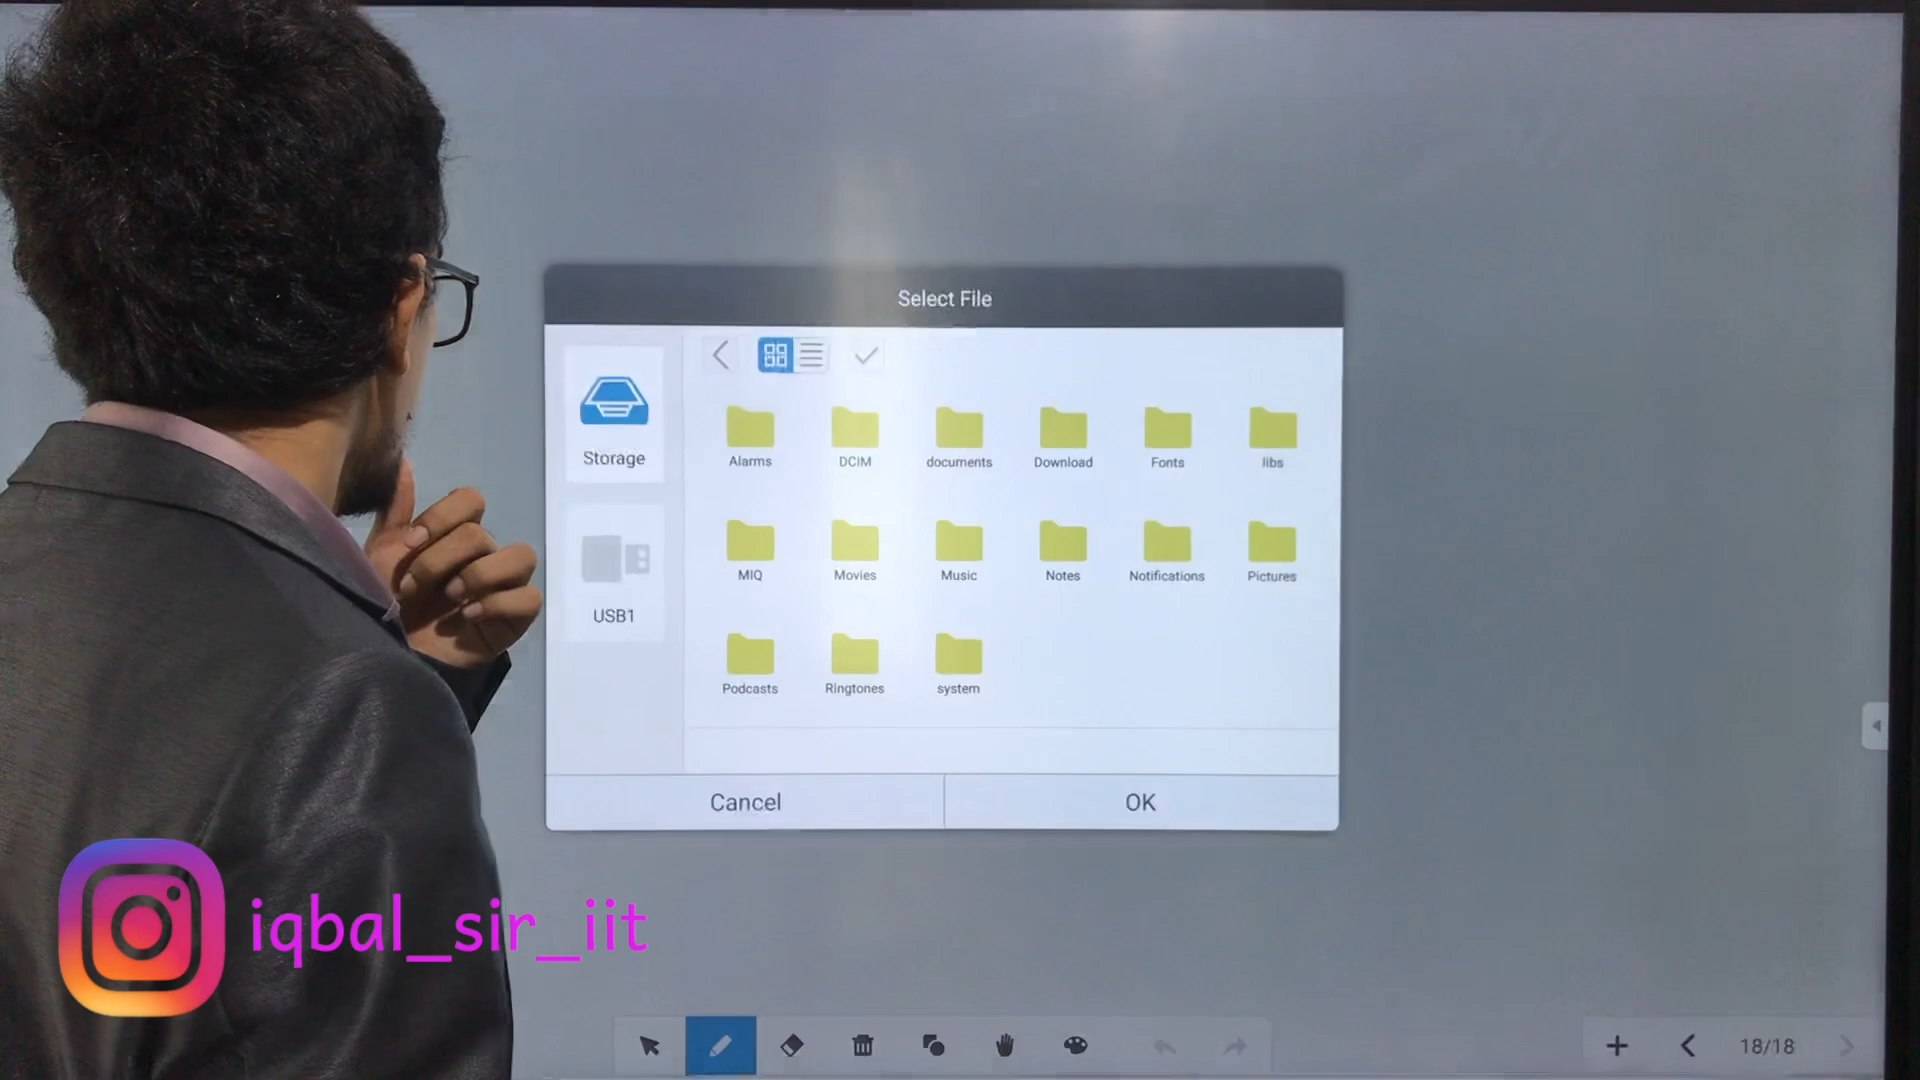 Select File
Storage
USB1
Alarms
DCIM
documents
Download
Fonts
libs
MIQ
Movies
Music
Notes
Notifications
Pictures
Podcasts
Ringtones
system
Cancel
OK
iqbal_sir_iit
18/18